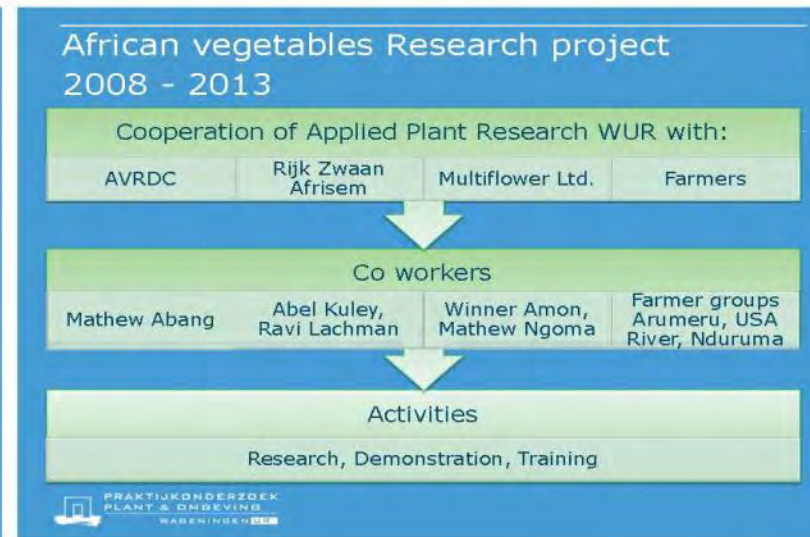 African vegetables Research project
2008 - 2013
Cooperation of Applied Plant Research WUR with:
AVRDC
Rijk Zwaan
Afrisem
Multiflower Ltd.
Farmers
Co workers
Mathew Abang
Abel Kuley,
Ravi Lachman
Winner Amon,
Mathew Ngoma
Farmer groups
Arumeru, USA
River, Nduruma
Activities
Research, Demonstration, Training
PRAKTIJKONDERZOEK
PLANT & OMGEVING
WAGENINGEN UR